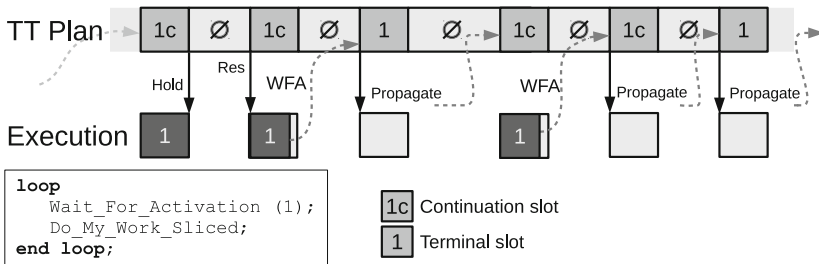 TT Plan 1c Ø 1c Ø 1 Ø 1c Ø 1c Ø 1
Hold Res WFA Propagate WFA Propagate Propagate
Execution 1 1 1
loop
Wait_For_Activation (1);
Do_My_Work_Sliced;
end loop;
1c Continuation slot
1 Terminal slot